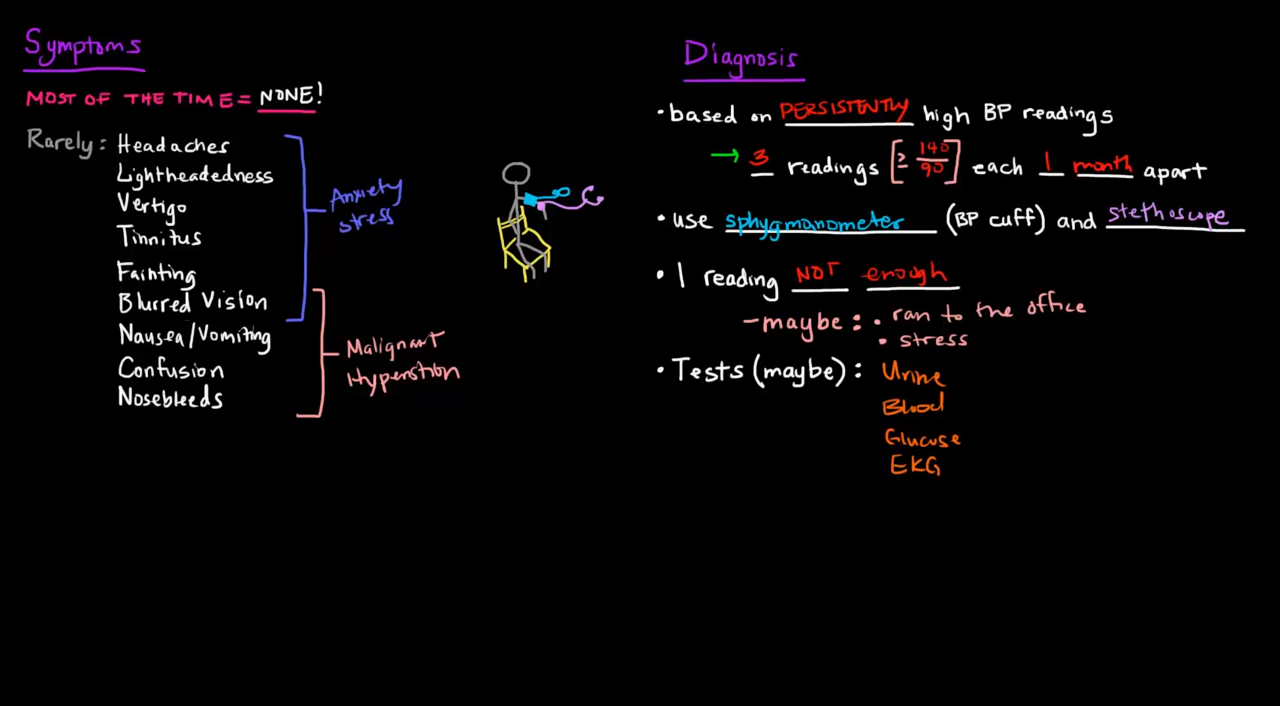 Symptoms
MOST OF THE TIME = NONE!
Rarely: Headaches
Lightheadedness
Vertigo
Tinnitus
Fainting
Blurred Vision
Nausea/Vomiting
Confusion
Nosebleeds
Anxiety
stress
Malignant
Hyperstion
Diagnosis
• based on PERSISTENTLY high BP readings
→ 3 readings [≥ 140/90] each 1 month apart
• use sphygmanometer (BP cuff) and stethoscope
• 1 reading NOT enough
- maybe: • ran to the office
• stress
• Tests (maybe): Urine
Blood
Glucose
EKG